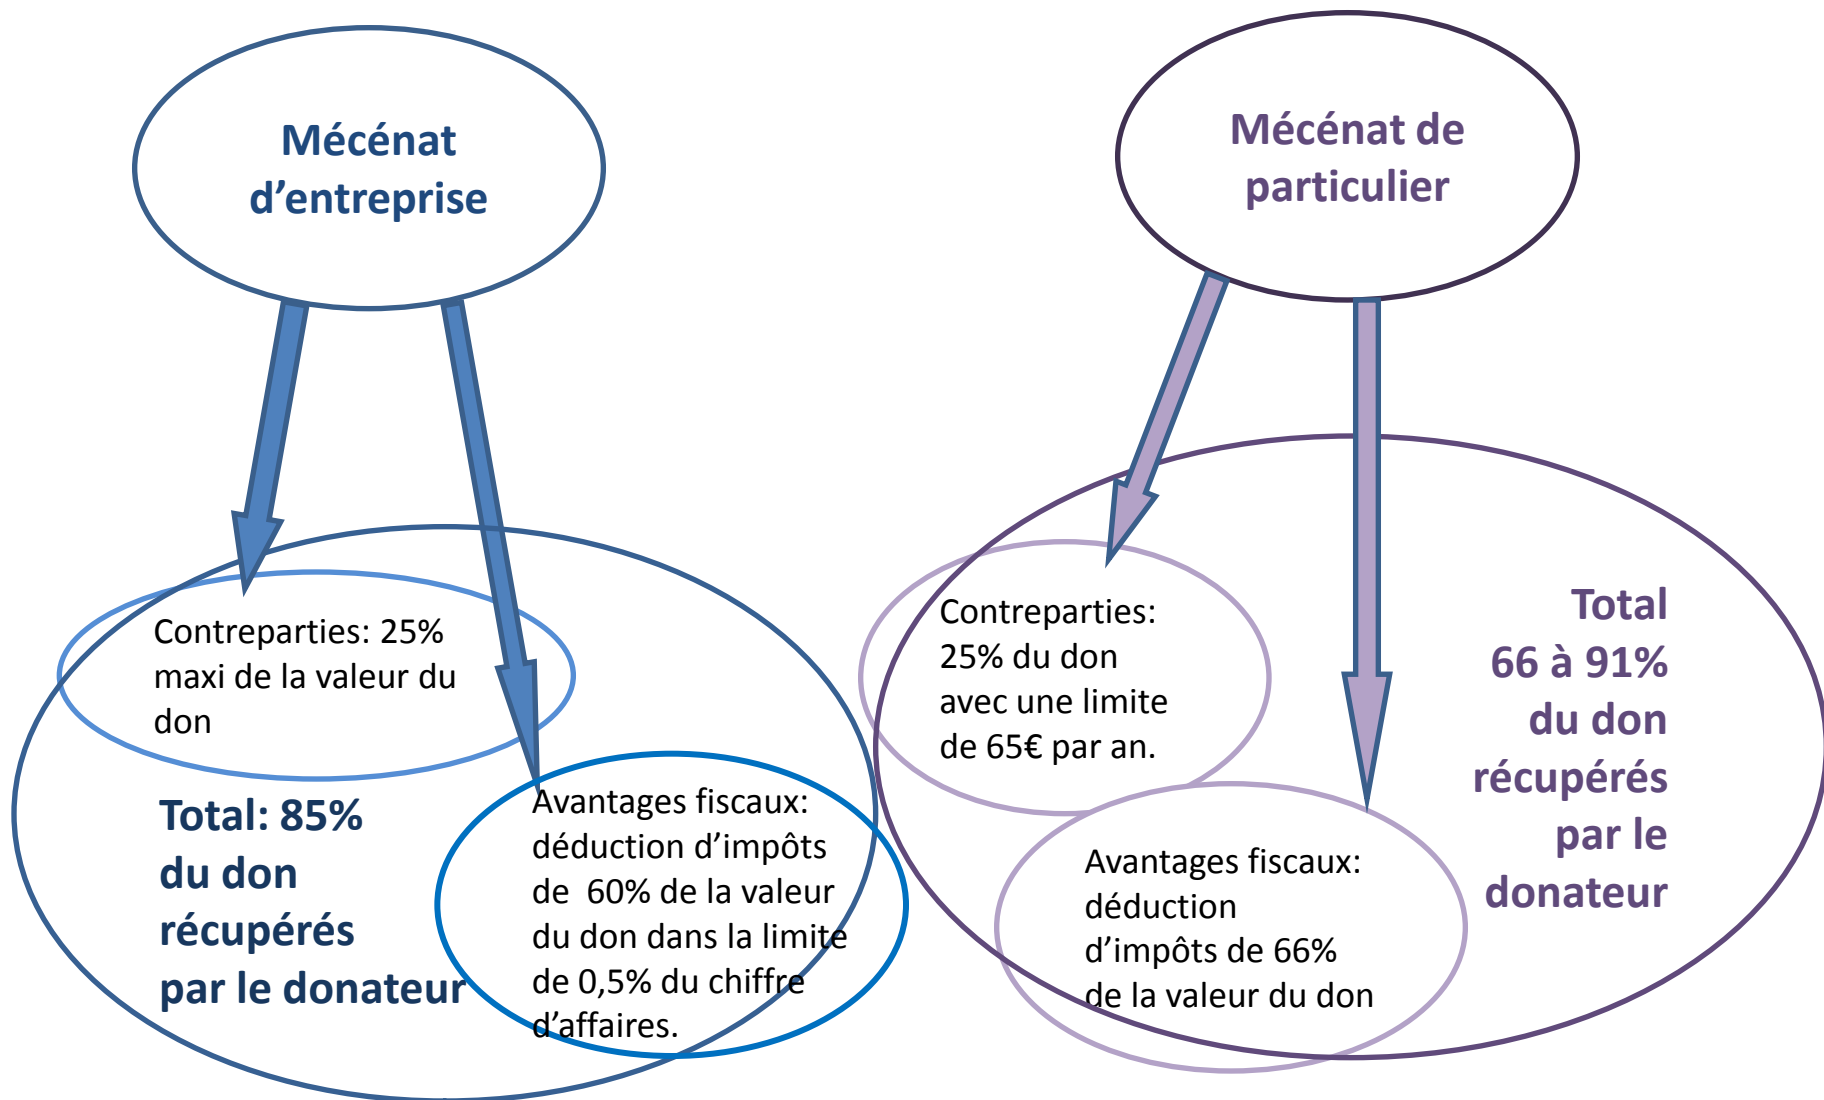 Mécénat
d’entreprise
Mécénat de
particulier
Contreparties: 25%
maxi de la valeur du
don
Total: 85%
du don
récupérés
par le donateur
Avantages fiscaux:
déduction d’impôts
de  60% de la valeur
du don dans la limite
de 0,5% du chiffre
d’affaires.
Contreparties:
25% du don
avec une limite
de 65€ par an.
Total
66 à 91%
du don
récupérés
par le
donateur
Avantages fiscaux:
déduction
d’impôts de 66%
de la valeur du don